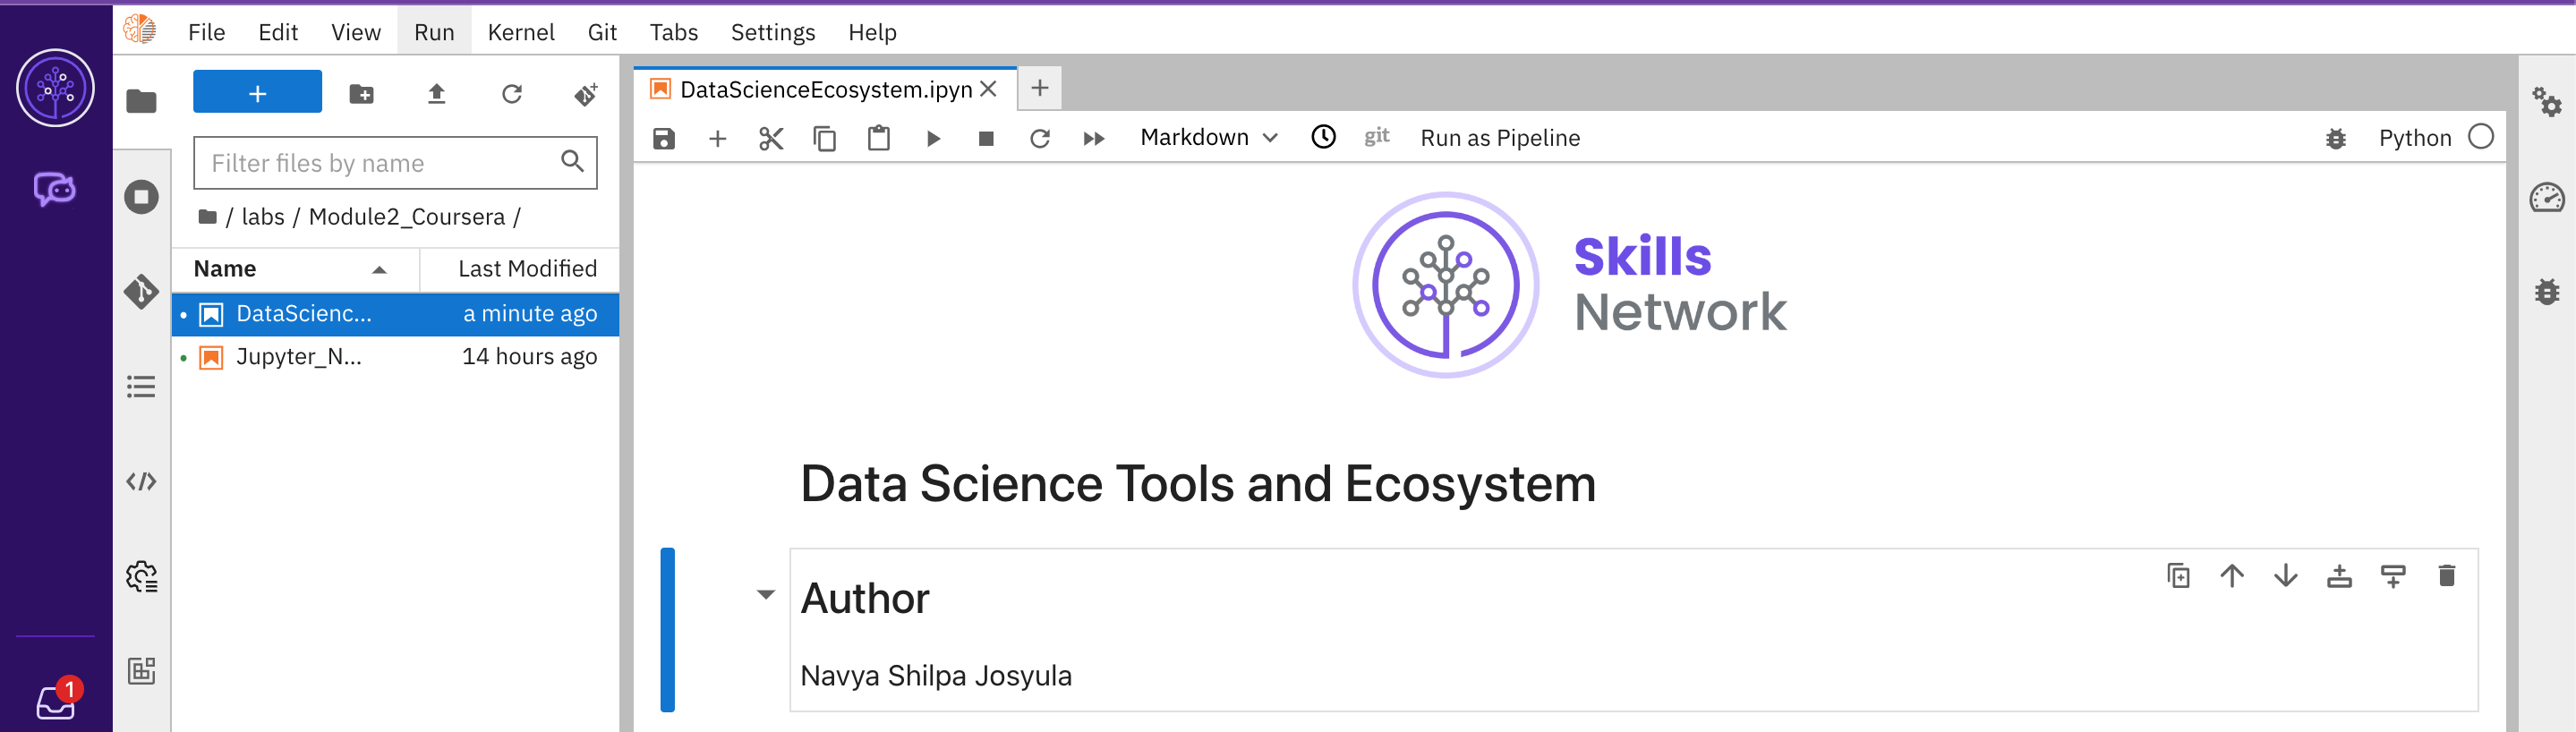 File Edit View Run Kernel Git Tabs Settings Help
DataScienceEcosystem.ipyn
Filter files by name
Markdown
git
Run as Pipeline
Python
/ labs / Module2_Coursera /
Name Last Modified
DataScienc... a minute ago
Jupyter_N... 14 hours ago
Skills
Network
Data Science Tools and Ecosystem
Author
Navya Shilpa Josyula
1